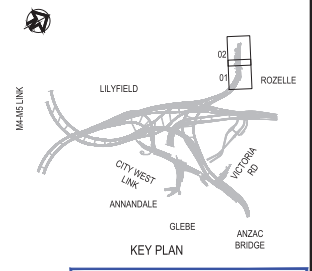 02
01
ROZELLE
LILYFIELD
M4-M5 LINK
CITY WEST
LINK
VICTORIA
RD
ANNANDALE
GLEBE
ANZAC
BRIDGE
KEY PLAN